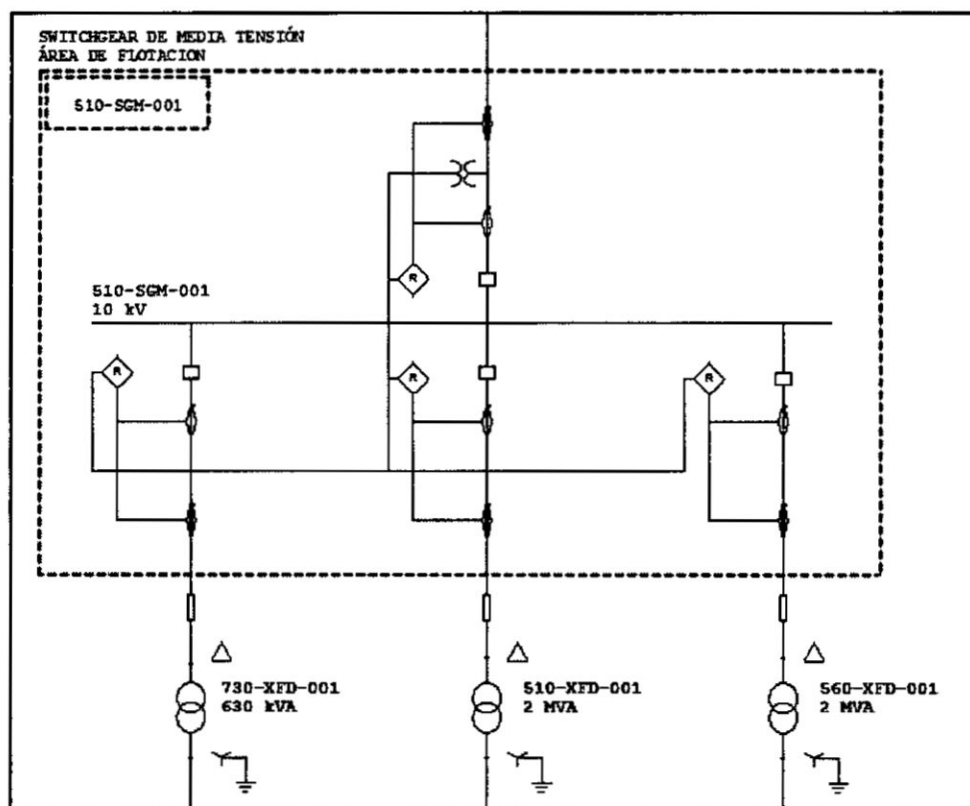 SWITCHGEAR DE MEDIA TENSIÓN
ÁREA DE FLOTACION
510-SGM-001
R
510-SGM-001
10 kV
R
R
R
730-XFD-001
630 kVA
510-XFD-001
2 MVA
560-XFD-001
2 MVA